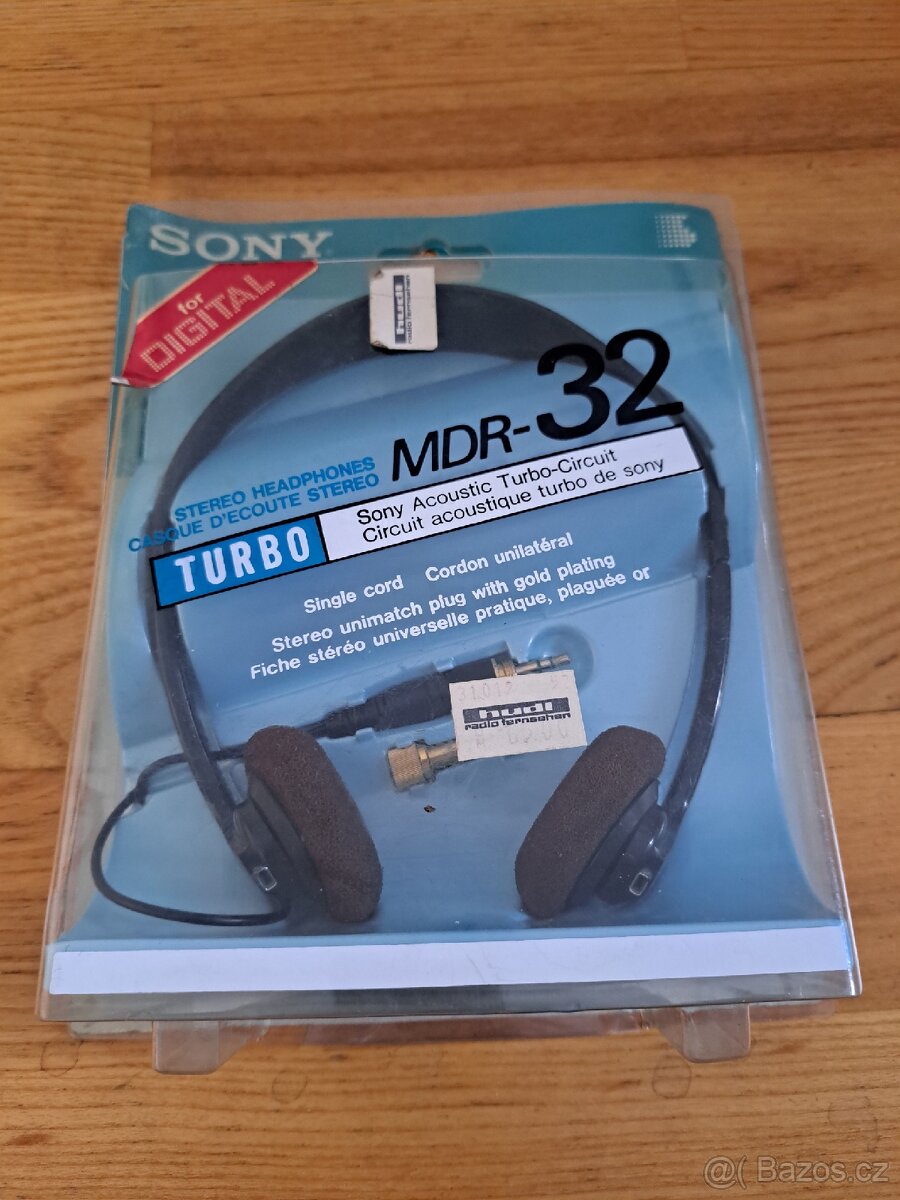 SONY
for
DIGITAL
hudi
radio fernsehen
MDR-32
STEREO HEADPHONES
CASQUE D'ECOUTE STEREO
TURBO
Sony Acoustic Turbo-Circuit
Circuit acoustique turbo de sony
Single cord Cordon unilatéral
Stereo unimatch plug with gold plating
Fiche stéréo universelle pratique, plaguée or
hudi
radio fernsehen
@( Bazos.cz